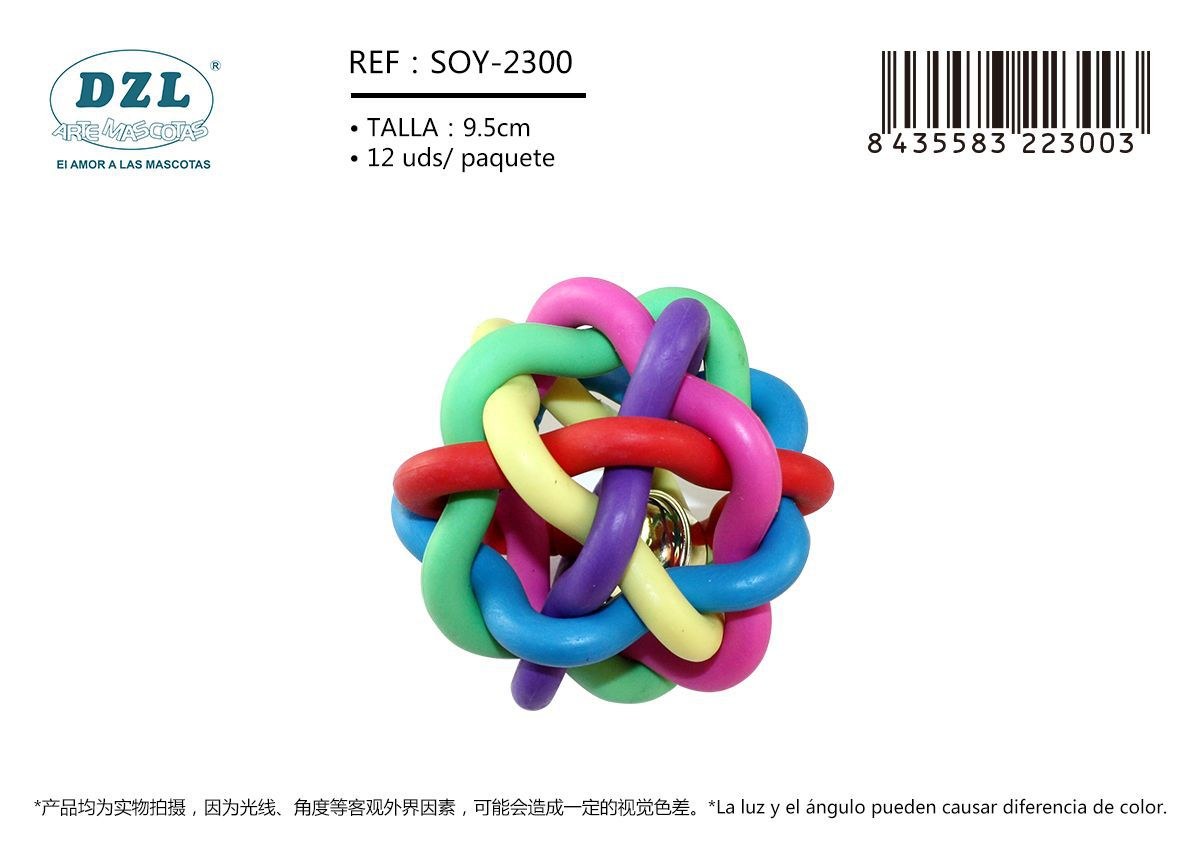 DZL ®
ARTE MASCOTAS
El AMOR A LAS MASCOTAS
REF : SOY-2300
• TALLA : 9.5cm
• 12 uds/ paquete
8 435583 223003
*产品均为实物拍摄，因为光线、角度等客观外界因素，可能会造成一定的视觉色差。*La luz y el ángulo pueden causar diferencia de color.